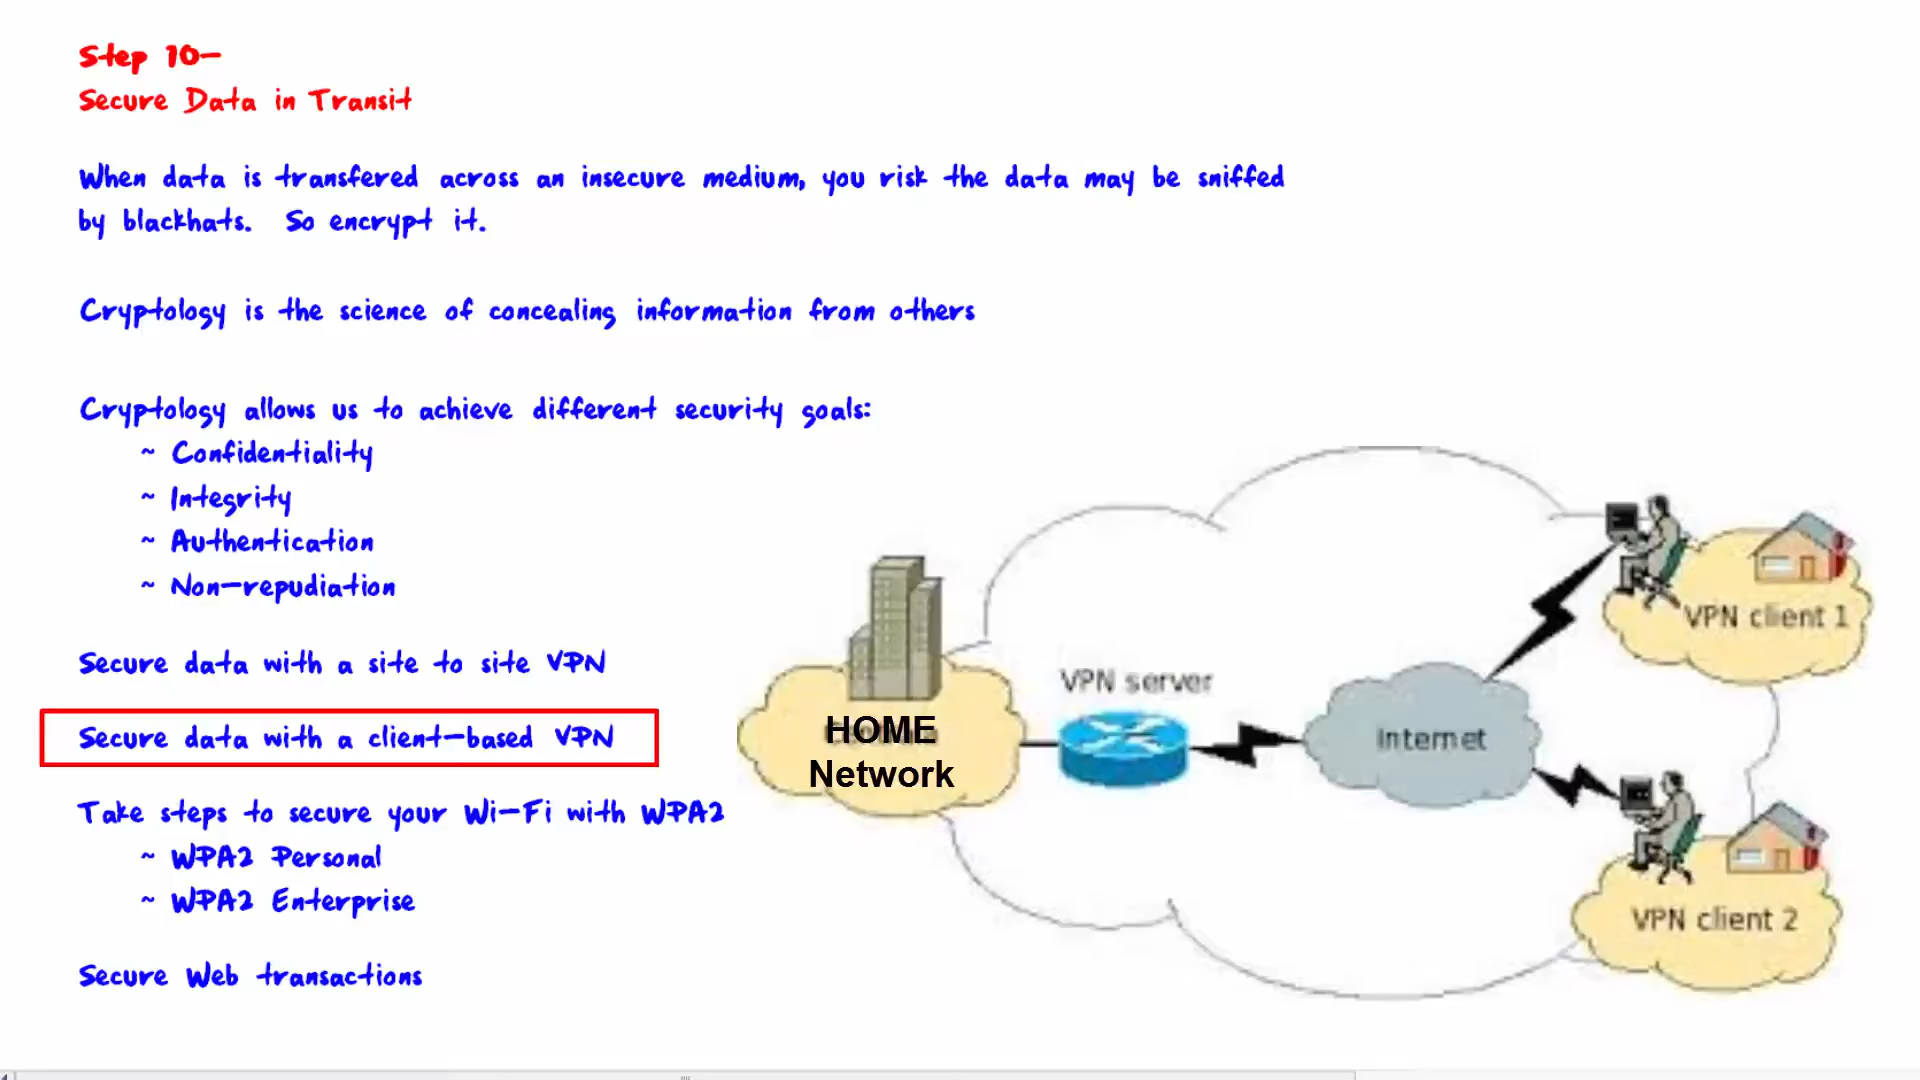 Step 10-
Secure Data in Transit
When data is transfered across an insecure medium, you risk the data may be sniffed
by blackhats. So encrypt it.
Cryptology is the science of concealing information from others
Cryptology allows us to achieve different security goals:
~ Confidentiality
~ Integrity
~ Authentication
~ Non-repudiation
Secure data with a site to site VPN
Secure data with a client-based VPN
Take steps to secure your Wi-Fi with WPA2
~ WPA2 Personal
~ WPA2 Enterprise
Secure Web transactions
HOME
Network
VPN server
Internet
VPN client 1
VPN client 2